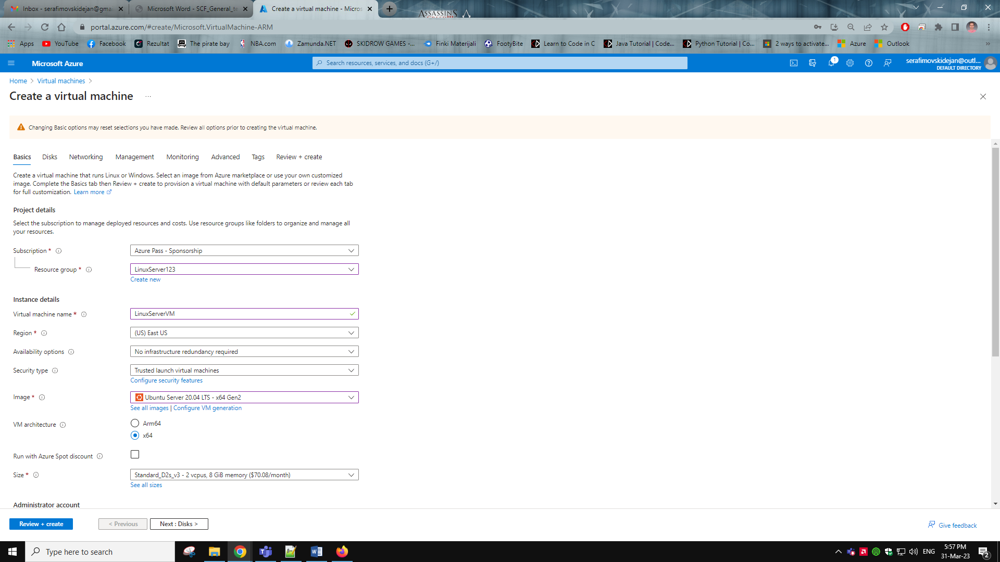 Inbox - serafimovskidejan@gma
Microsoft Word - SCF_General_te
Create a virtual machine - Micros
ASSASSINS
portal.azure.com/#create/Microsoft.VirtualMachine-ARM
Apps YouTube Facebook Rezultat The pirate bay NBA.com Zamunda.NET SKIDROW GAMES -... Finki Materijali FootyBite Learn to Code in C Java Tutorial | Code... Python Tutorial | Co... 2 ways to activate... Azure Outlook »
Microsoft Azure
Search resources, services, and docs (G+/)
1
serafimovskidejan@outl...
DEFAULT DIRECTORY
Home > Virtual machines >
Create a virtual machine ...
Changing Basic options may reset selections you have made. Review all options prior to creating the virtual machine.
Basics Disks Networking Management Monitoring Advanced Tags Review + create
Create a virtual machine that runs Linux or Windows. Select an image from Azure marketplace or use your own customized
image. Complete the Basics tab then Review + create to provision a virtual machine with default parameters or review each tab
for full customization. Learn more
Project details
Select the subscription to manage deployed resources and costs. Use resource groups like folders to organize and manage all
your resources.
Subscription * Azure Pass - Sponsorship
Resource group * LinuxServer123
Create new
Instance details
Virtual machine name * LinuxServerVM
Region * (US) East US
Availability options No infrastructure redundancy required
Security type Trusted launch virtual machines
Configure security features
Image * Ubuntu Server 20.04 LTS - x64 Gen2
See all images | Configure VM generation
VM architecture Arm64
x64
Run with Azure Spot discount
Size * Standard_D2s_v3 - 2 vcpus, 8 GiB memory ($70.08/month)
See all sizes
Administrator account
Review + create < Previous Next : Disks > Give feedback
Type here to search
ENG
5:57 PM
31-Mar-23
2